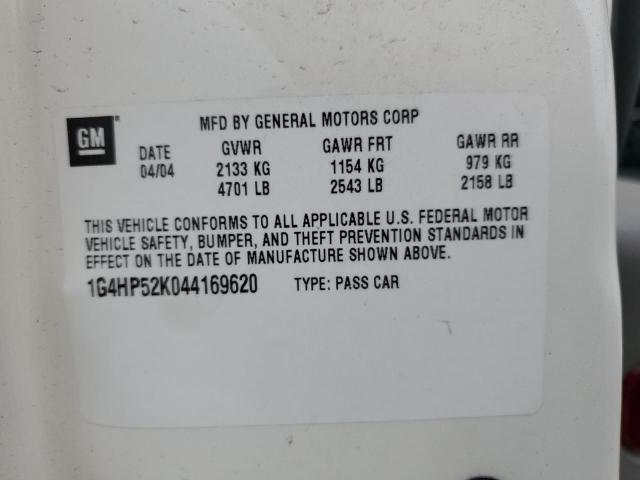 GM
MFD BY GENERAL MOTORS CORP
DATE GVWR GAWR FRT GAWR RR
04/04 2133 KG 1154 KG 979 KG
4701 LB 2543 LB 2158 LB
THIS VEHICLE CONFORMS TO ALL APPLICABLE U.S. FEDERAL MOTOR
VEHICLE SAFETY, BUMPER, AND THEFT PREVENTION STANDARDS IN
EFFECT ON THE DATE OF MANUFACTURE SHOWN ABOVE.
1G4HP52K044169620 TYPE: PASS CAR